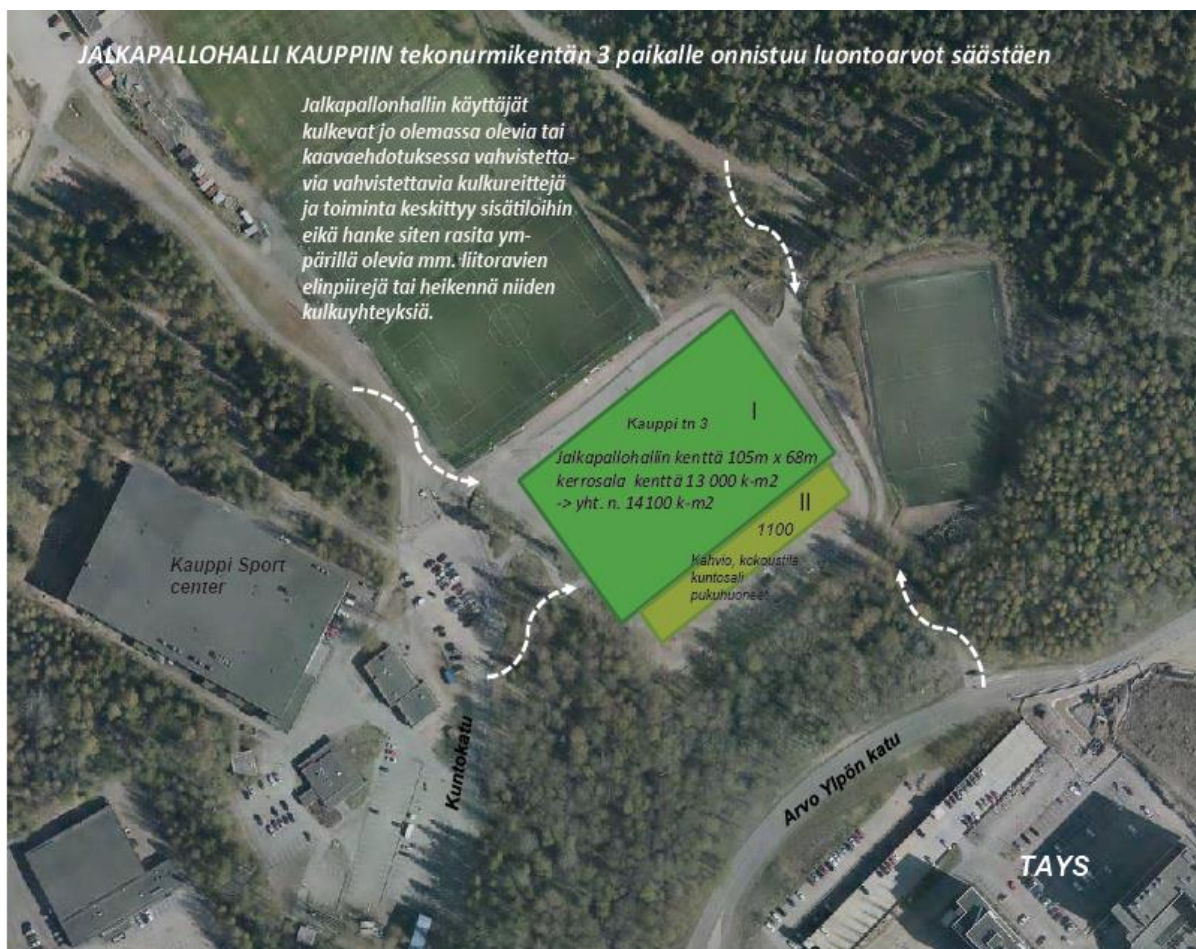 JALKAPALLOHALLI KAUPPIIN tekonurmikentän 3 paikalle onnistuu luontoarvot säästäen
Jalkapallonhallin käyttäjät
kulkevat jo olemassa olevia tai
kaavaehdotuksessa vahvistetta-
via vahvistettavia kulkureittejä
ja toiminta keskittyy sisätiloihin
eikä hanke siten rasita ym-
pärillä olevia mm. liitoravien
elinpiirejä tai heikennä niiden
kulkuyhteyksiä.
Kauppi tn 3
I
Jalkapallohallin kenttä 105m x 68m
kerrosala kenttä 13 000 k-m2
-> yht. n. 14100 k-m2
II
1100
Kahvio, kokoustila
kuntosali
pukuhuoneet
Kauppi Sport
center
Kuntokatu
Arvo Ylpön katu
TAYS